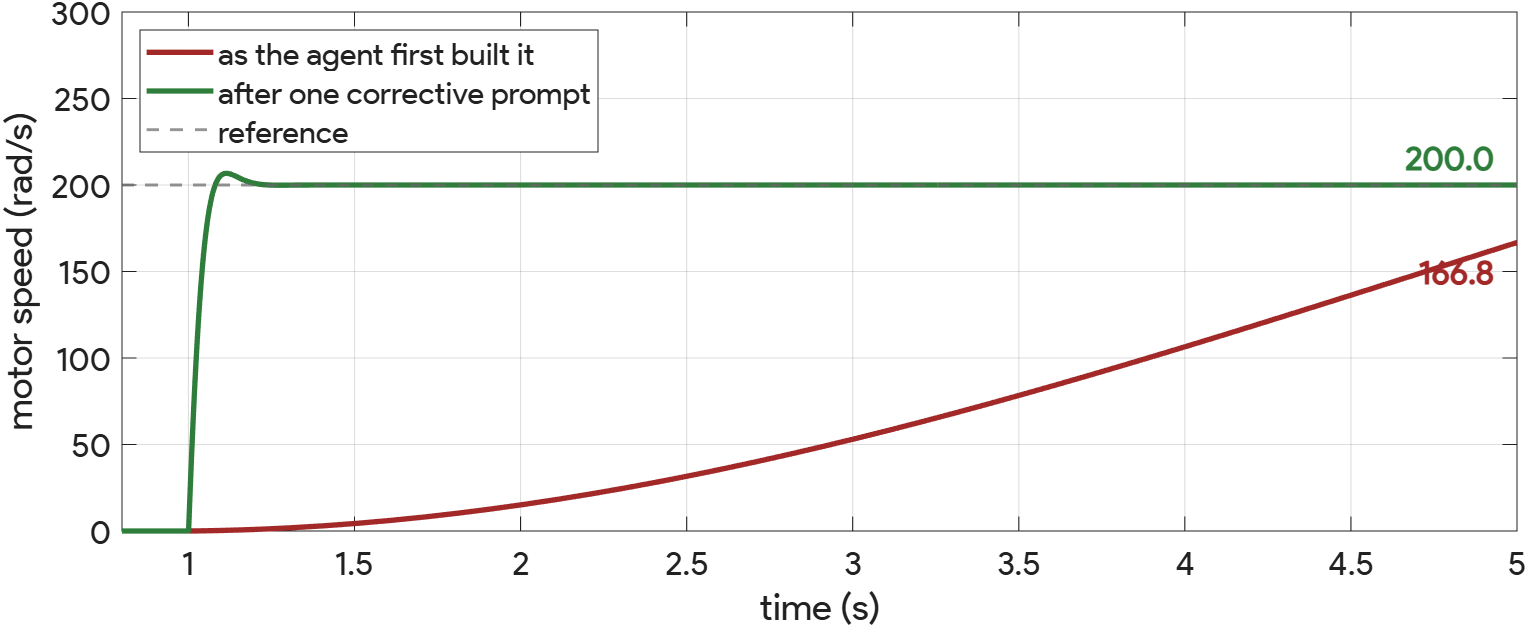 300
250
200
150
100
50
0
motor speed (rad/s)
as the agent first built it
after one corrective prompt
reference
200.0
166.8
1 1.5 2 2.5 3 3.5 4 4.5 5
time (s)